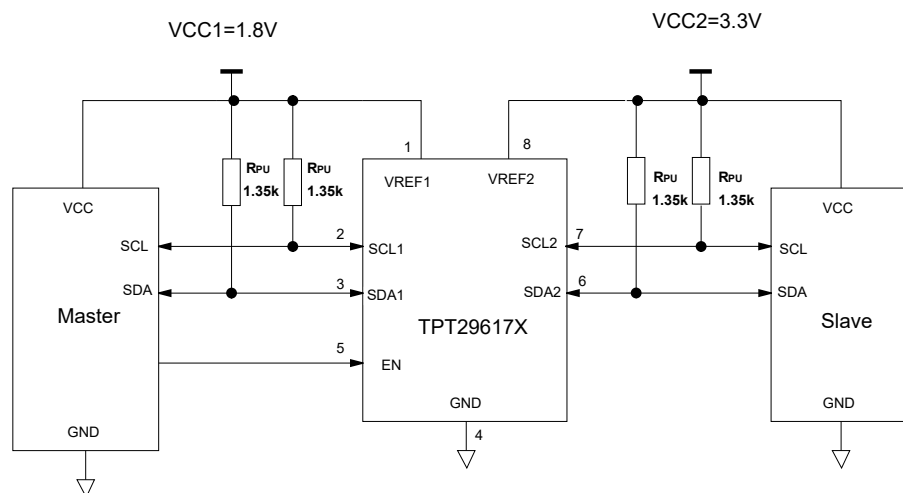 VCC1=1.8V
VCC2=3.3V
1
8
RPU
1.35k
RPU
1.35k
RPU
1.35k
RPU
1.35k
VREF1
VREF2
VCC
VCC
SCL
2
SCL1
SCL2
7
SCL
SDA
3
SDA1
SDA2
6
SDA
Master
TPT29617X
Slave
5
EN
GND
4
GND
GND